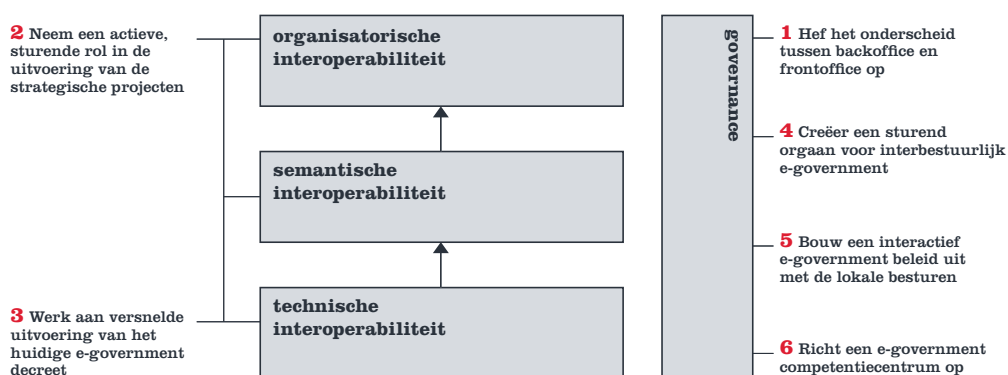 2 Neem een actieve,
sturende rol in de
uitvoering van de
strategische projecten
3 Werk aan versnelde
uitvoering van het
huidige e-government
decreet
organisatorische
interoperabiliteit
semantische
interoperabiliteit
technische
interoperabiliteit
governance
1 Hef het onderscheid
tussen backoffice en
frontoffice op
4 Creëer een sturend
orgaan voor interbestuurlijk
e-government
5 Bouw een interactief
e-government beleid uit
met de lokale besturen
6 Richt een e-government
competentiecentrum op